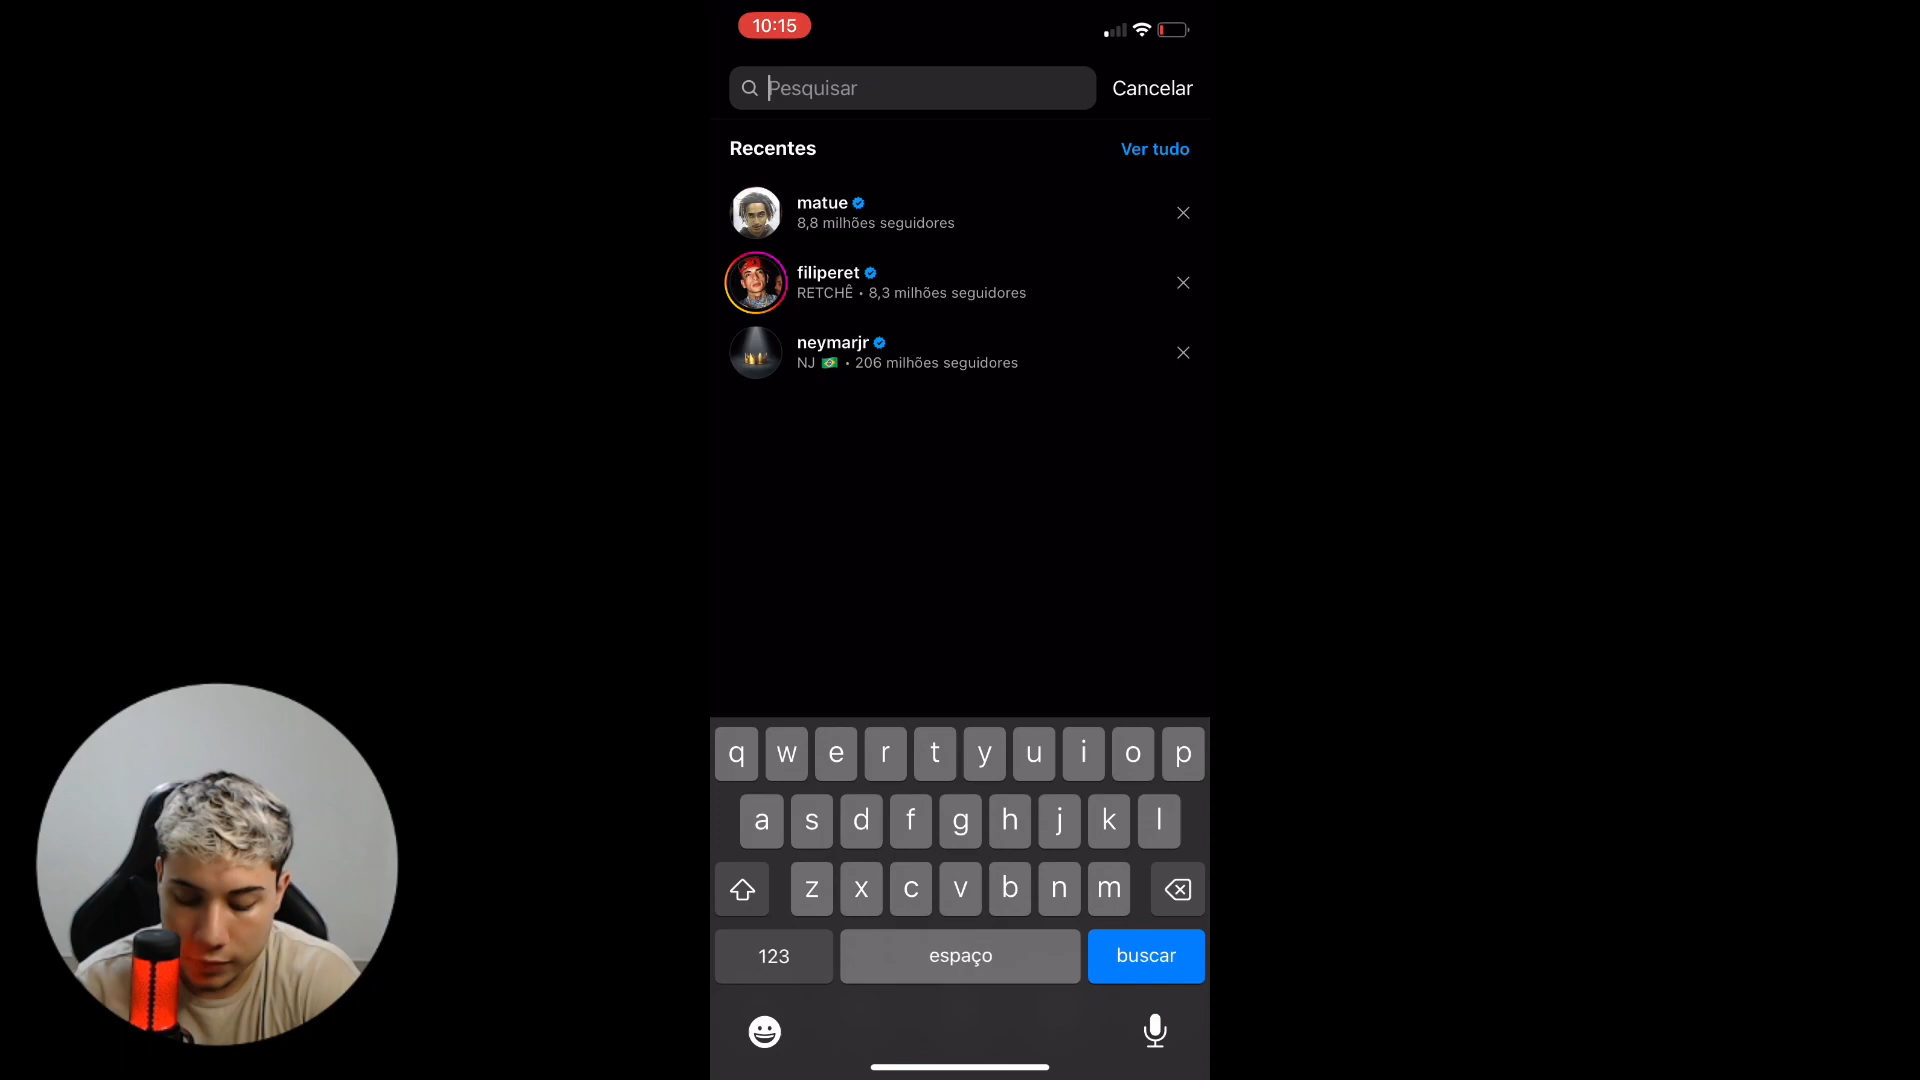 10:15
Pesquisar
Cancelar
Recentes
Ver tudo
matue
8,8 milhões seguidores
filiperet
RETCHÊ • 8,3 milhões seguidores
neymarjr
NJ 🇧🇷 • 206 milhões seguidores
q w e r t y u i o p
a s d f g h j k l
z x c v b n m
123
espaço
buscar